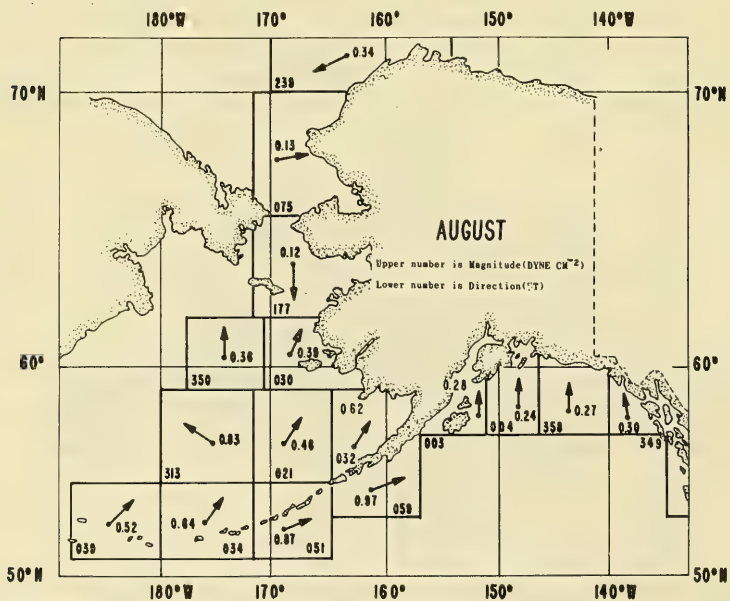 180°W 170°W 160°W 150°W 140°W
0.34
70°N 70°N
239
0.13
075
AUGUST
0.12
Upper number is Magnitude(DYNE CM⁻²)
Lower number is Direction(°T)
177
0.36 0.39
60°N 60°N
350 030
0.28
0.62 0.24 0.27 0.30
0.83 0.46 032
003 004 358 349
313 021
0.97
059
0.52 0.64 0.87
039 034 051
50°N 50°N
180°W 170°W 160°W 150°W 140°W